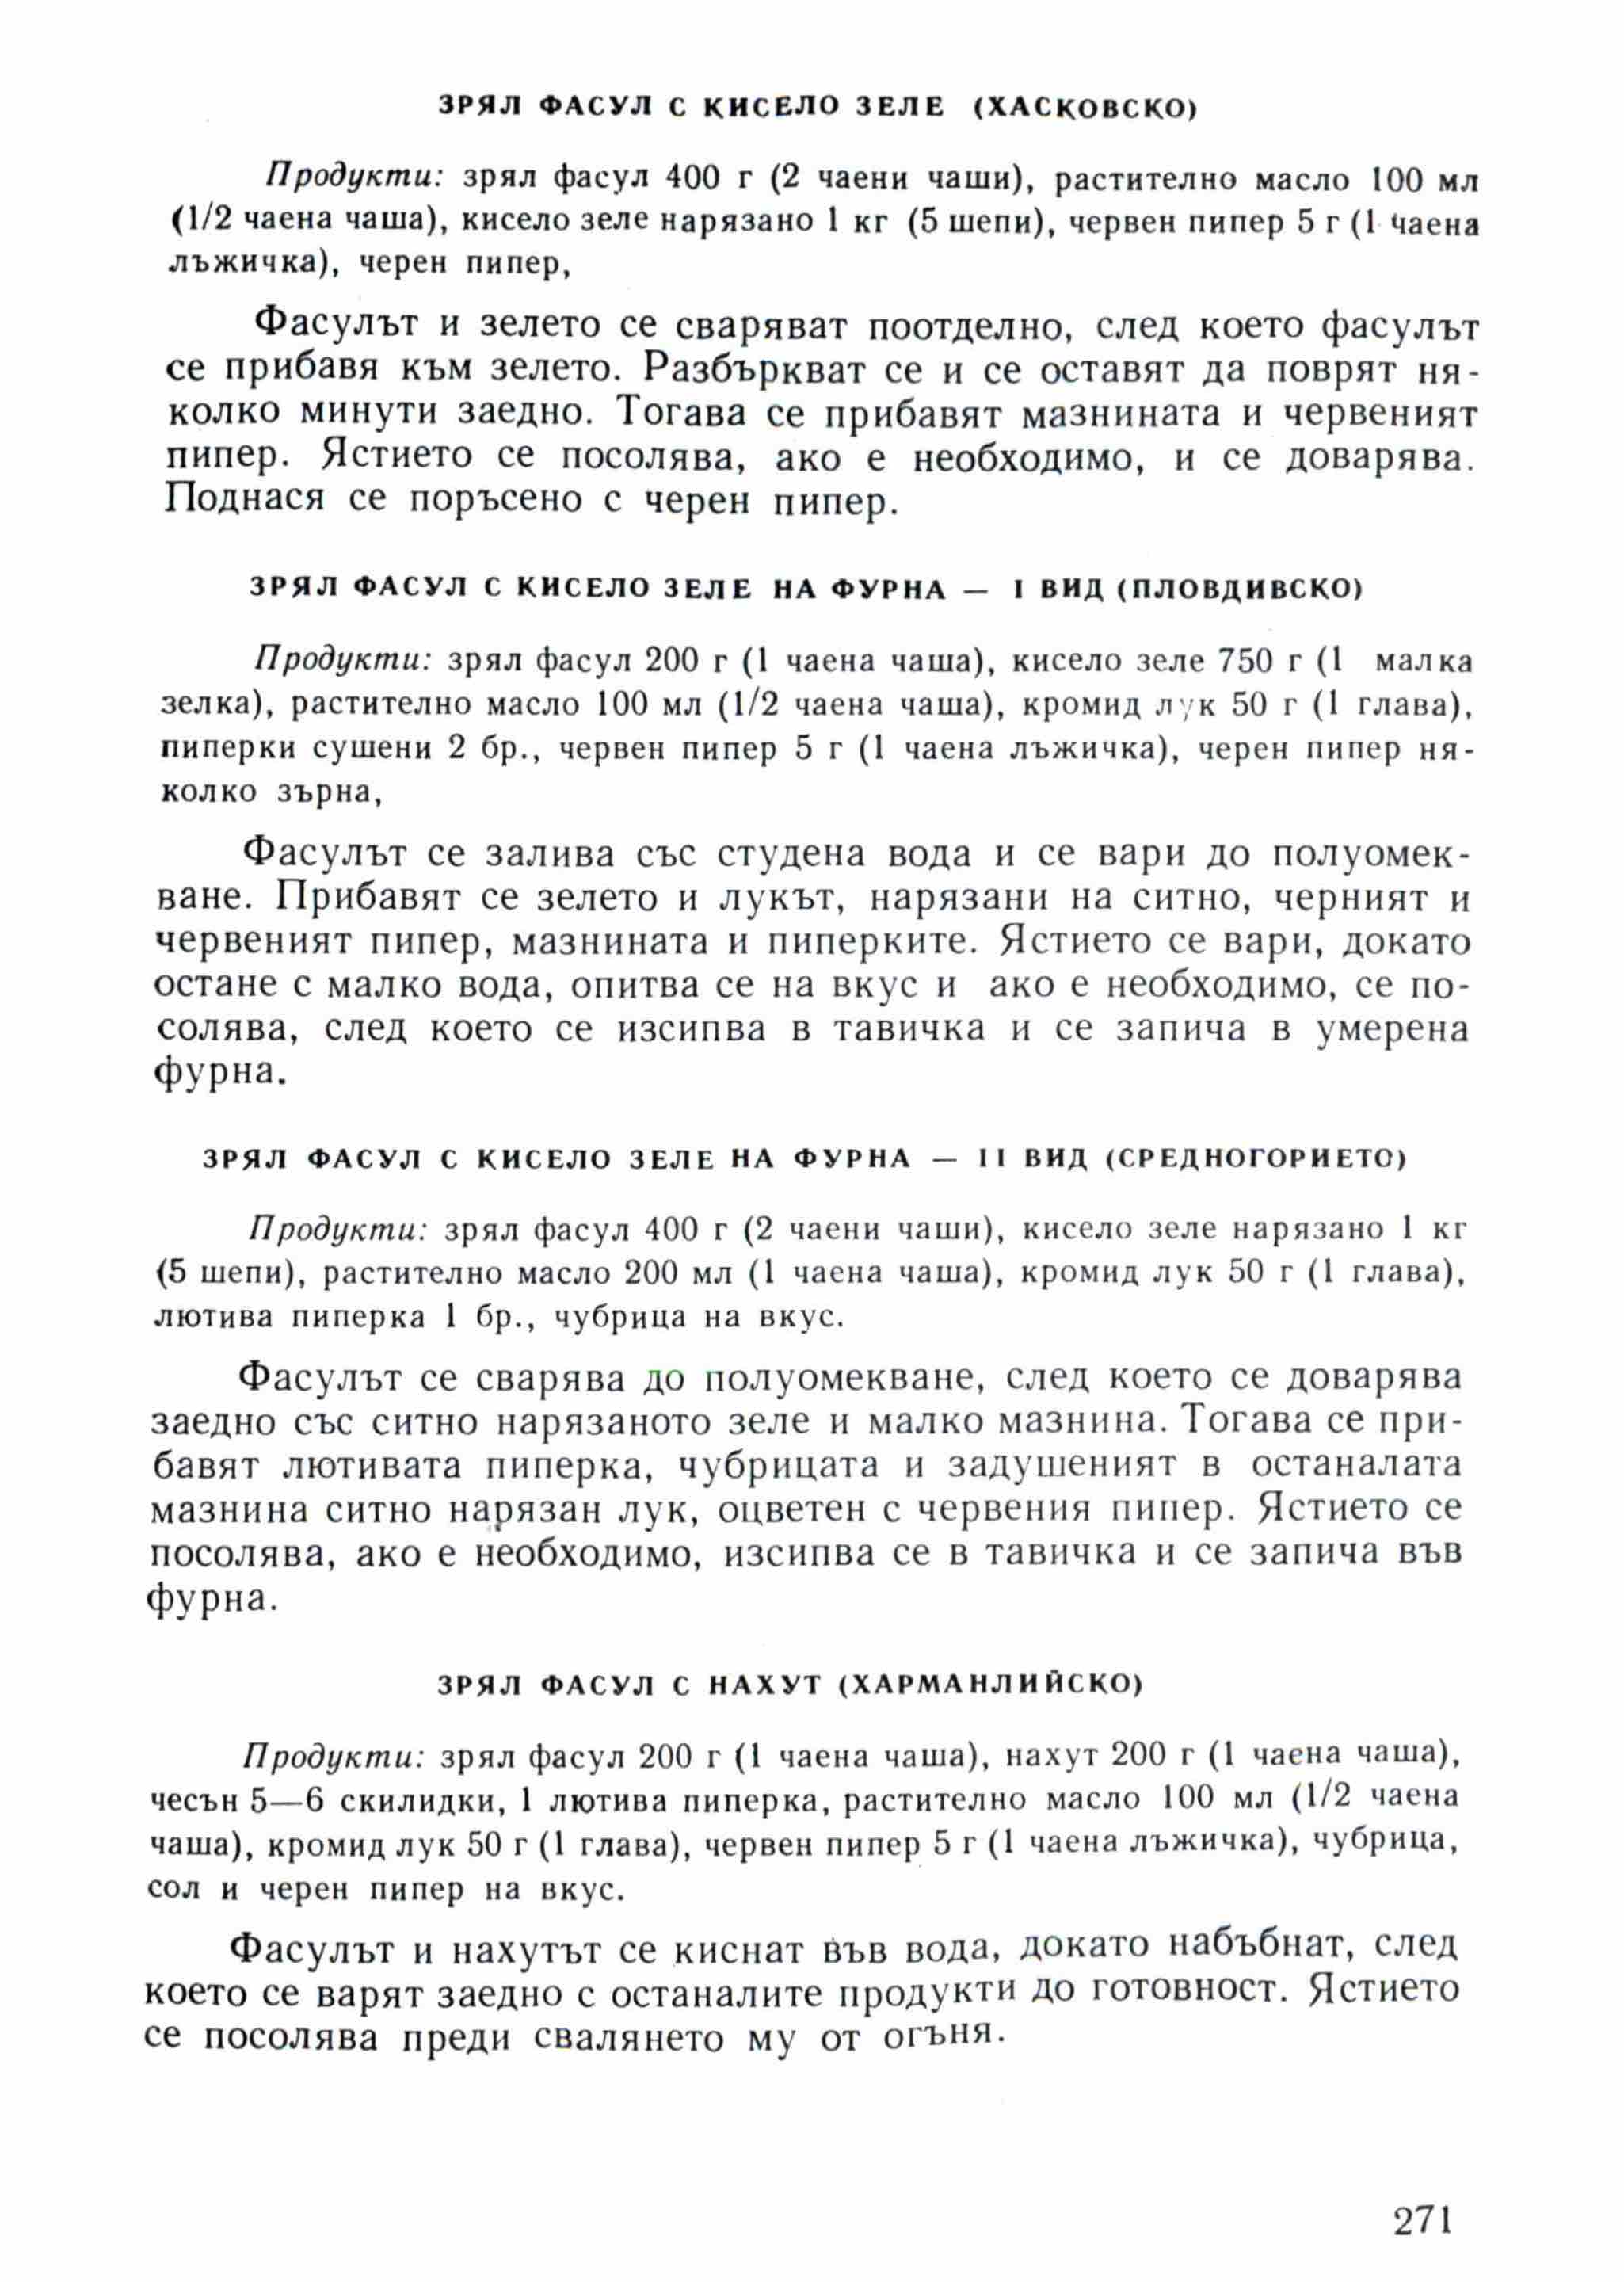 ЗРЯЛ ФАСУЛ С КИСЕЛО ЗЕЛЕ (ХАСКОВСКО)
Продукти: зрял фасул 400 г (2 чаени чаши), растително масло 100 мл
(1/2 чаена чаша), кисело зеле нарязано 1 кг (5 шепи), червен пипер 5 г (1 чаена
лъжичка), черен пипер,
Фасулът и зелето се сваряват поотделно, след което фасулът
се прибавя към зелето. Разбъркват се и се оставят да поврят ня-
колко минути заедно. Тогава се прибавят мазнината и червеният
пипер. Ястието се посолява, ако е необходимо, и се доварява.
Поднася се поръсено с черен пипер.
ЗРЯЛ ФАСУЛ С КИСЕЛО ЗЕЛЕ НА ФУРНА — I ВИД (ПЛОВДИВСКО)
Продукти: зрял фасул 200 г (1 чаена чаша), кисело зеле 750 г (1 малка
зелка), растително масло 100 мл (1/2 чаена чаша), кромид лук 50 г (1 глава),
пиперки сушени 2 бр., червен пипер 5 г (1 чаена лъжичка), черен пипер ня-
колко зърна,
Фасулът се залива със студена вода и се вари до полуомек-
ване. Прибавят се зелето и лукът, нарязани на ситно, черният и
червеният пипер, мазнината и пиперките. Ястието се вари, докато
остане с малко вода, опитва се на вкус и ако е необходимо, се по-
солява, след което се изсипва в тавичка и се запича в умерена
фурна.
ЗРЯЛ ФАСУЛ С КИСЕЛО ЗЕЛЕ НА ФУРНА — II ВИД (СРЕДНОГОРИЕТО)
Продукти: зрял фасул 400 г (2 чаени чаши), кисело зеле нарязано 1 кг
(5 шепи), растително масло 200 мл (1 чаена чаша), кромид лук 50 г (1 глава),
лютива пиперка 1 бр., чубрица на вкус.
Фасулът се сварява до полуомекване, след което се доварява
заедно със ситно нарязаното зеле и малко мазнина. Тогава се при-
бавят лютивата пиперка, чубрицата и задушеният в останалата
мазнина ситно нарязан лук, оцветен с червения пипер. Ястието се
посолява, ако е необходимо, изсипва се в тавичка и се запича във
фурна.
ЗРЯЛ ФАСУЛ С НАХУТ (ХАРМАНЛИЙСКО)
Продукти: зрял фасул 200 г (1 чаена чаша), нахут 200 г (1 чаена чаша),
чесън 5—6 скилидки, 1 лютива пиперка, растително масло 100 мл (1/2 чаена
чаша), кромид лук 50 г (1 глава), червен пипер 5 г (1 чаена лъжичка), чубрица,
сол и черен пипер на вкус.
Фасулът и нахутът се киснат във вода, докато набъбнат, след
което се варят заедно с останалите продукти до готовност. Ястието
се посолява преди свалянето му от огъня.
271